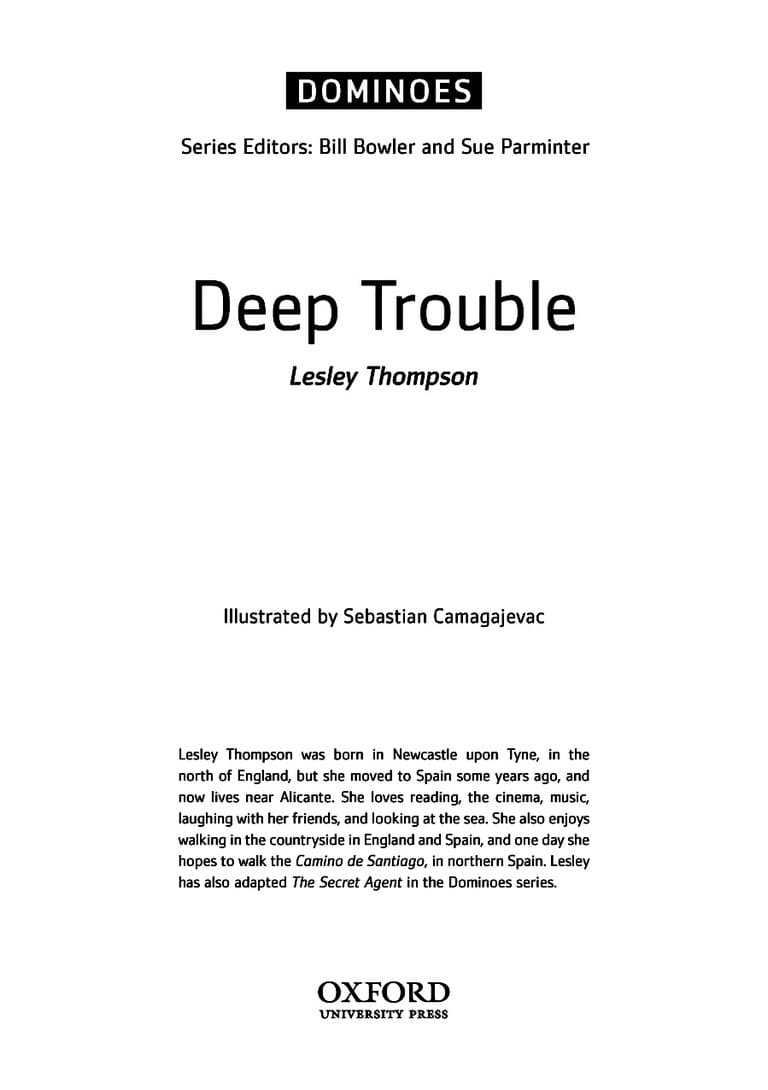 DOMINOES
Series Editors: Bill Bowler and Sue Parminter
Deep Trouble
Lesley Thompson
Illustrated by Sebastian Camagajevac
Lesley Thompson was born in Newcastle upon Tyne, in the
north of England, but she moved to Spain some years ago, and
now lives near Alicante. She loves reading, the cinema, music,
laughing with her friends, and looking at the sea. She also enjoys
walking in the countryside in England and Spain, and one day she
hopes to walk the Camino de Santiago, in northern Spain. Lesley
has also adapted The Secret Agent in the Dominoes series.
OXFORD
UNIVERSITY PRESS